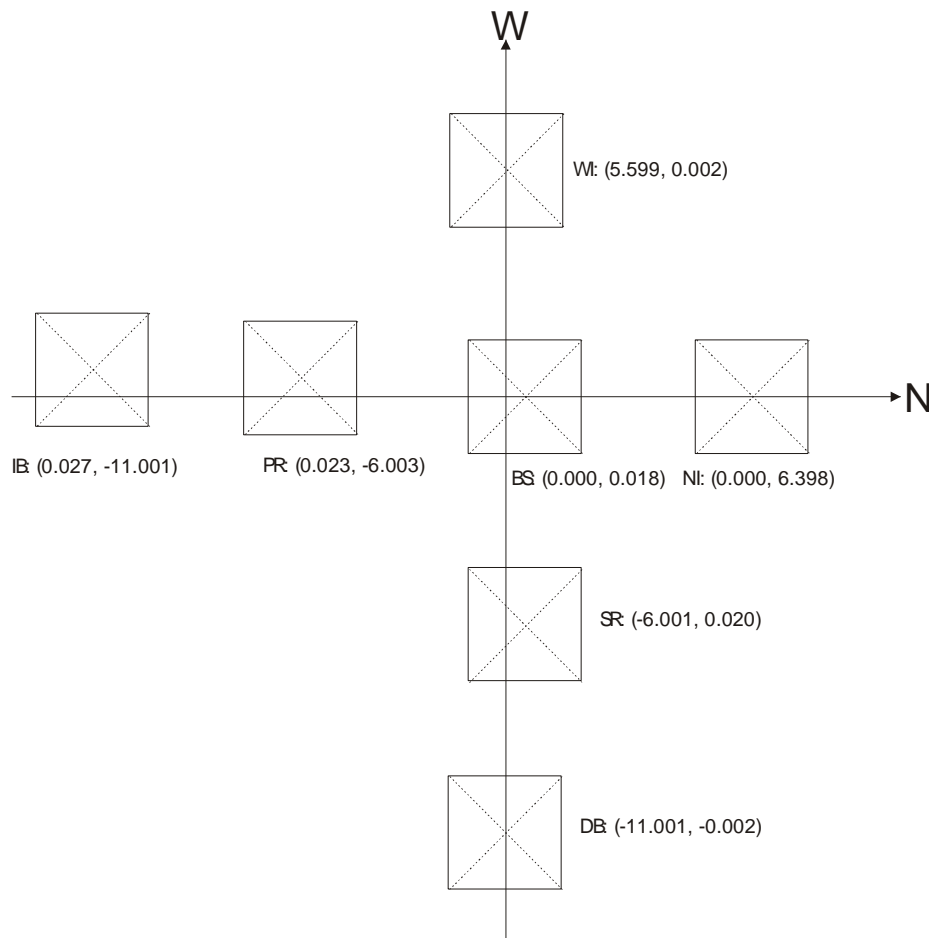 W
WI: (5.599, 0.002)
N
IB: (0.027, -11.001)
PR: (0.023, -6.003)
BS: (0.000, 0.018)
NI: (0.000, 6.398)
SR: (-6.001, 0.020)
DB: (-11.001, -0.002)